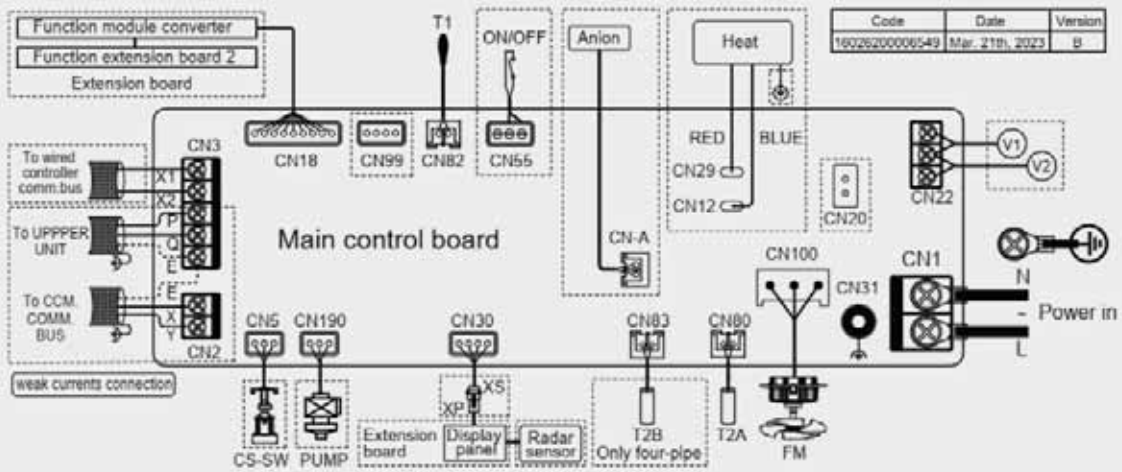 Function module converter
Function extension board 2
Extension board
T1
ON/OFF
Anion
Heat
Code Date Version
16026200006549 Mar. 21th, 2023 B
RED BLUE
CN3
CN18
CN99
CN82
CN55
CN29
CN12
CN20
CN22
V1
V2
To wired
controller
comm.bus
X1
X2
P
Q
E
To UPPPER
UNIT
To CCM.
COMM.
BUS
E
X
Y
CN2
Main control board
CN-A
CN100
CN31
CN1
N
- Power in
L
CN5
CN190
CN30
CN83
CN80
weak currents connection
XS
XP
CS-SW
PUMP
Extension
board
Display
panel
Radar
sensor
T2B
Only four-pipe
T2A
FM